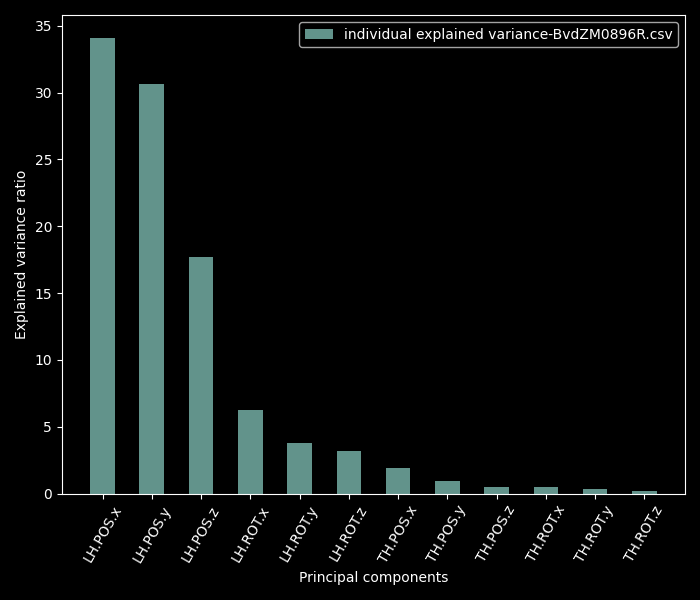 individual explained variance-BvdZM0896R.csv
35
30
25
20
15
10
5
0
Explained variance ratio
LH.POS.x
LH.POS.y
LH.POS.z
LH.ROT.x
LH.ROT.y
LH.ROT.z
TH.POS.x
TH.POS.y
TH.POS.z
TH.ROT.x
TH.ROT.y
TH.ROT.z
Principal components